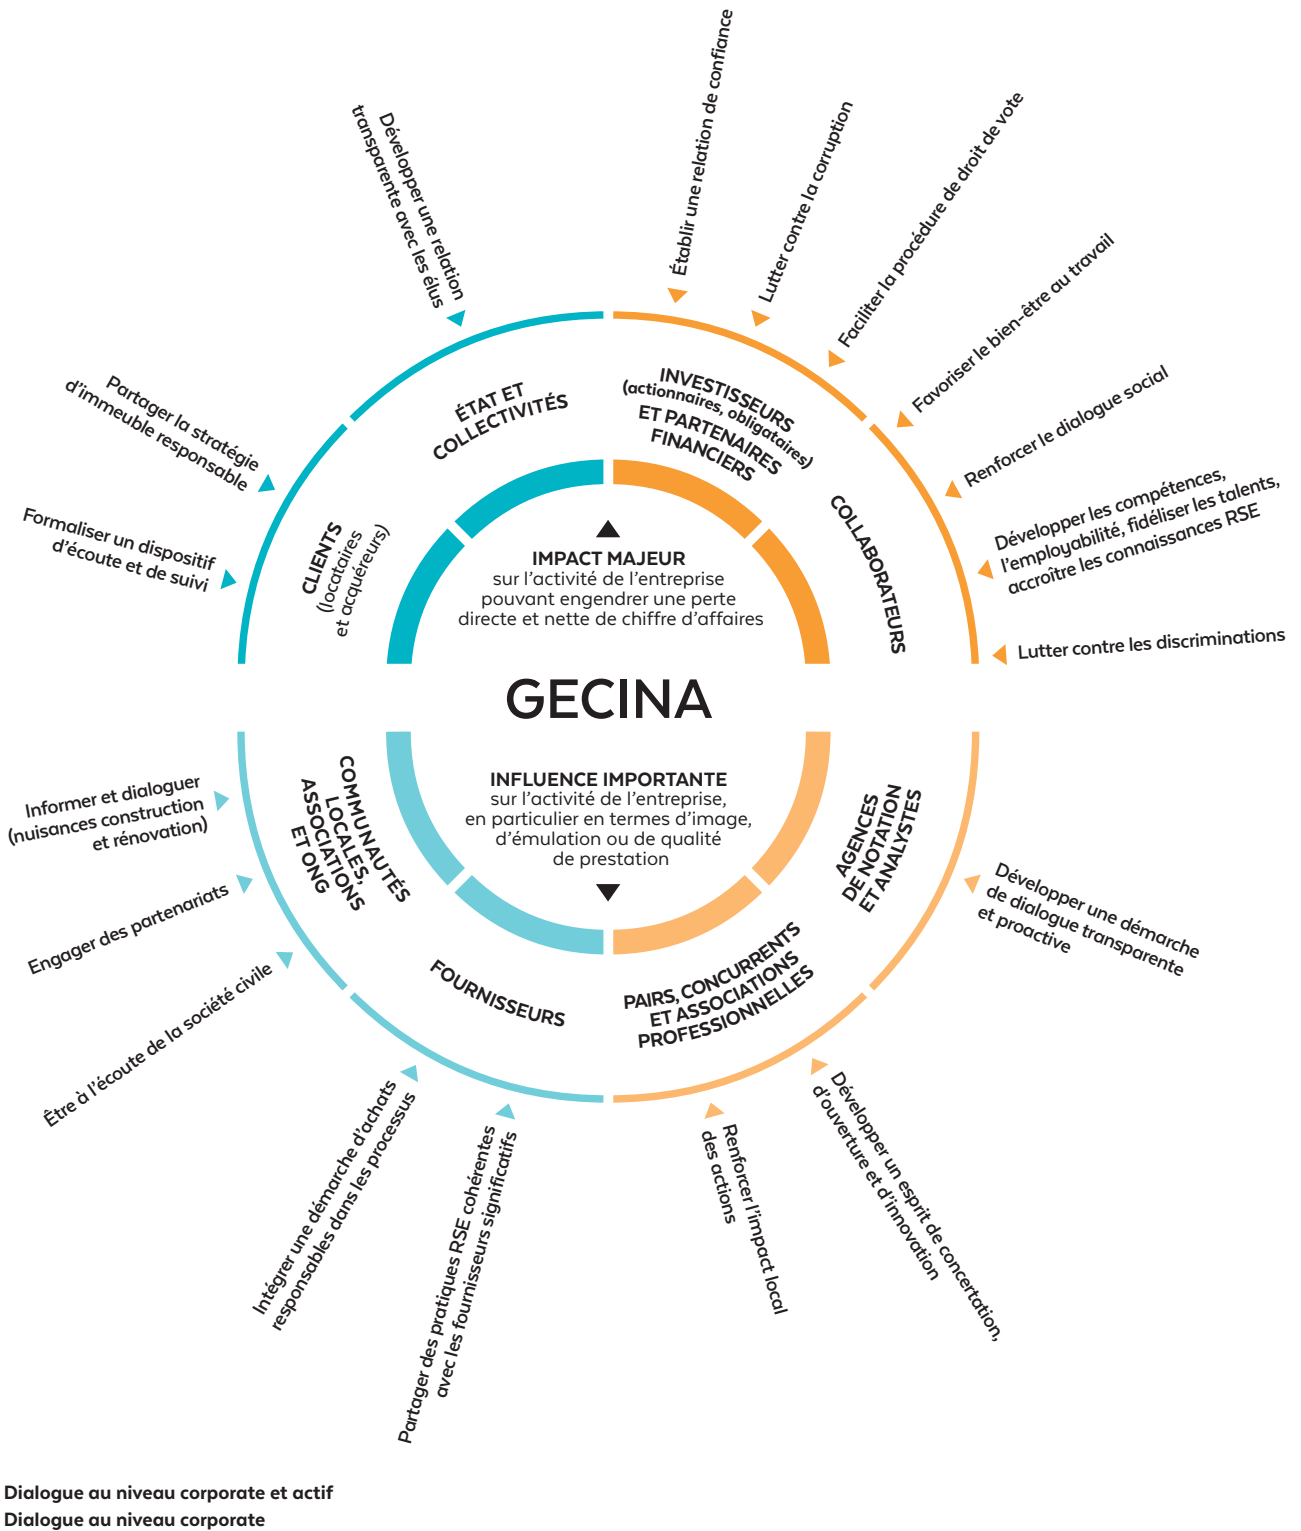 Établir une relation de confiance
Lutter contre la corruption
Faciliter la procédure de droit de vote
Favoriser le bien-être au travail
Renforcer le dialogue social
Développer les compétences,
l'employabilité, fidéliser les talents,
accroître les connaissances RSE
Lutter contre les discriminations
Développer une relation
transparente avec les élus
Partager la stratégie
d'immeuble responsable
Formaliser un dispositif
d'écoute et de suivi
ÉTAT ET
COLLECTIVITÉS
INVESTISSEURS
(actionnaires, obligataires)
ET PARTENAIRES
FINANCIERS
CLIENTS
(locataires
et acquéreurs)
COLLABORATEURS
IMPACT MAJEUR
sur l'activité de l'entreprise
pouvant engendrer une perte
directe et nette de chiffre d'affaires
GECINA
INFLUENCE IMPORTANTE
sur l'activité de l'entreprise,
en particulier en termes d'image,
d'émulation ou de qualité
de prestation
COMMUNAUTÉS
LOCALES,
ASSOCIATIONS
ET ONG
AGENCES
DE NOTATION
ET ANALYSTES
FOURNISSEURS
PAIRS, CONCURRENTS
ET ASSOCIATIONS
PROFESSIONNELLES
Informer et dialoguer
(nuisances construction
et rénovation)
Engager des partenariats
Être à l'écoute de la société civile
Intégrer une démarche d'achats
responsables dans les processus
Partager des pratiques RSE cohérentes
avec les fournisseurs significatifs
Renforcer l'impact local
des actions
Développer un esprit de concertation,
d'ouverture et d'innovation
Développer une démarche
de dialogue transparente
et proactive
Dialogue au niveau corporate et actif
Dialogue au niveau corporate